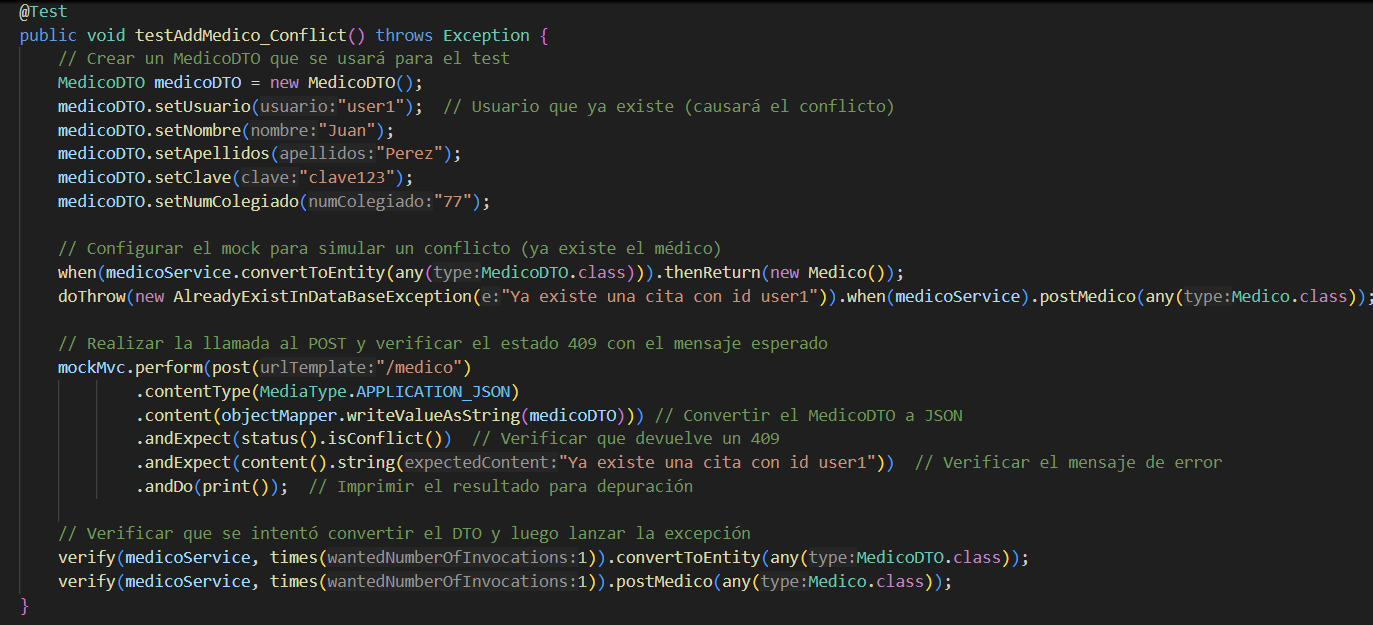 @Test
public void testAddMedico_Conflict() throws Exception {
// Crear un MedicoDTO que se usará para el test
MedicoDTO medicoDTO = new MedicoDTO();
medicoDTO.setUsuario(usuario:"user1");  // Usuario que ya existe (causará el conflicto)
medicoDTO.setNombre(nombre:"Juan");
medicoDTO.setApellidos(apellidos:"Perez");
medicoDTO.setClave(clave:"clave123");
medicoDTO.setNumColegiado(numColegiado:"77");
// Configurar el mock para simular un conflicto (ya existe el médico)
when(medicoService.convertToEntity(any(type:MedicoDTO.class))).thenReturn(new Medico());
doThrow(new AlreadyExistInDataBaseException(e:"Ya existe una cita con id user1")).when(medicoService).postMedico(any(type:Medico.class));
// Realizar la llamada al POST y verificar el estado 409 con el mensaje esperado
mockMvc.perform(post(urlTemplate:"/medico")
.contentType(MediaType.APPLICATION_JSON)
.content(objectMapper.writeValueAsString(medicoDTO))) // Convertir el MedicoDTO a JSON
.andExpect(status().isConflict())  // Verificar que devuelve un 409
.andExpect(content().string(expectedContent:"Ya existe una cita con id user1"))  // Verificar el mensaje de error
.andDo(print());  // Imprimir el resultado para depuración
// Verificar que se intentó convertir el DTO y luego lanzar la excepción
verify(medicoService, times(wantedNumberOfInvocations:1)).convertToEntity(any(type:MedicoDTO.class));
verify(medicoService, times(wantedNumberOfInvocations:1)).postMedico(any(type:Medico.class));
}